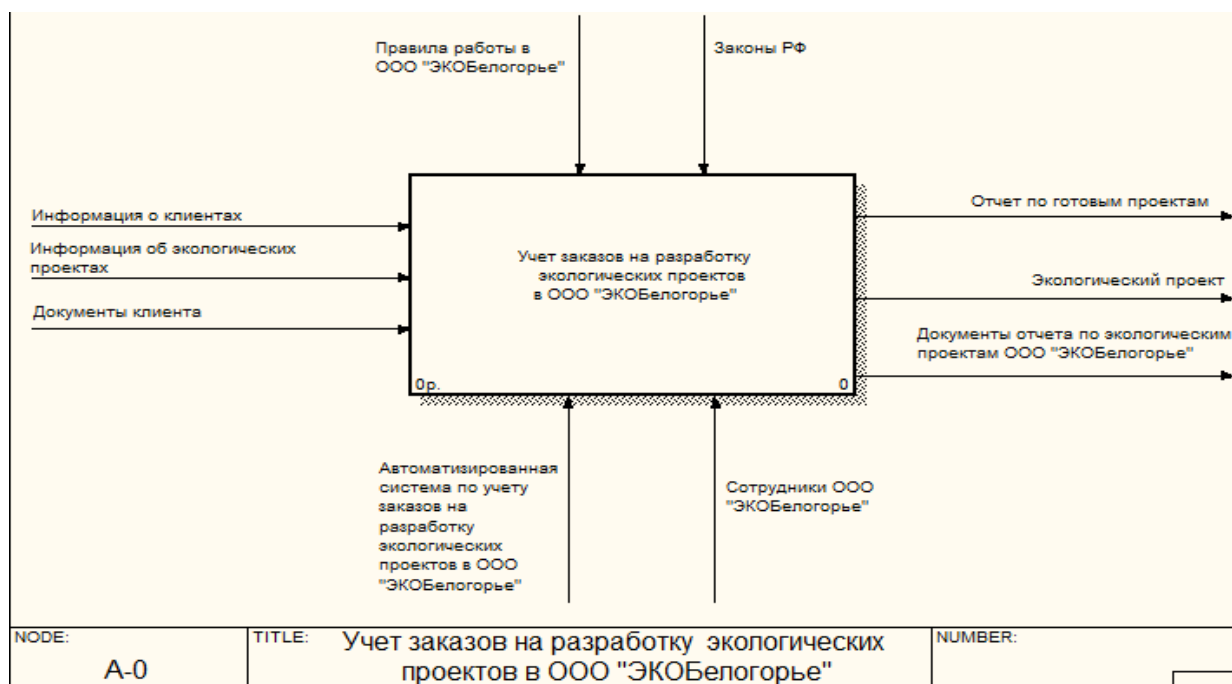 Правила работы в
ООО "ЭКОБелогорье"
Законы РФ
Информация о клиентах
Информация об экологических
проектах
Документы клиента
Учет заказов на разработку
экологических проектов
в ООО "ЭКОБелогорье"
0р.
0
Отчет по готовым проектам
Экологический проект
Документы отчета по экологическим
проектам ООО "ЭКОБелогорье"
Автоматизированная
система по учету
заказов на
разработку
экологических
проектов в ООО
"ЭКОБелогорье"
Сотрудники ООО
"ЭКОБелогорье"
NODE:
A-0
TITLE:
Учет заказов на разработку экологических
проектов в ООО "ЭКОБелогорье"
NUMBER: